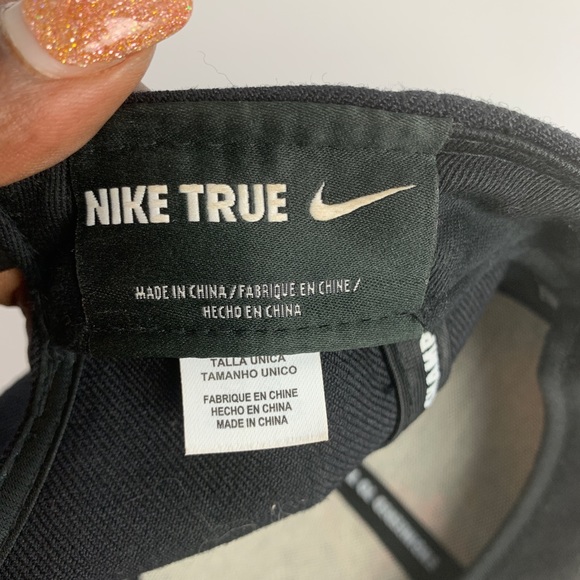 NIKE TRUE
MADE IN CHINA / FABRIQUE EN CHINE /
HECHO EN CHINA
TALLA UNICA
TAMANHO UNICO
FABRIQUE EN CHINE
HECHO EN CHINA
MADE IN CHINA